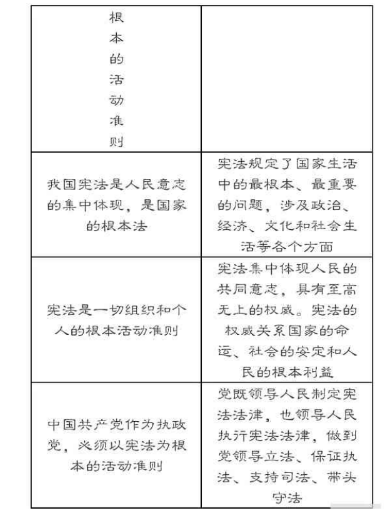 根
本
的
活
动
准
则
我国宪法是人民意志
的集中体现，是国家
的根本法
宪法规定了国家生活
中的最根本、最重要
的问题，涉及政治、
经济、文化和社会生
活等各个方面
宪法是一切组织和个
人的根本活动准则
宪法集中体现人民的
共同意志，具有至高
无上的权威。宪法的
权威关系国家的命
运、社会的安定和人
民的根本利益
中国共产党作为执政
党，必须以宪法为根
本的活动准则
党既领导人民制定宪
法法律，也领导人民
执行宪法法律，做到
党领导立法、保证执
法、支持司法、带头
守法